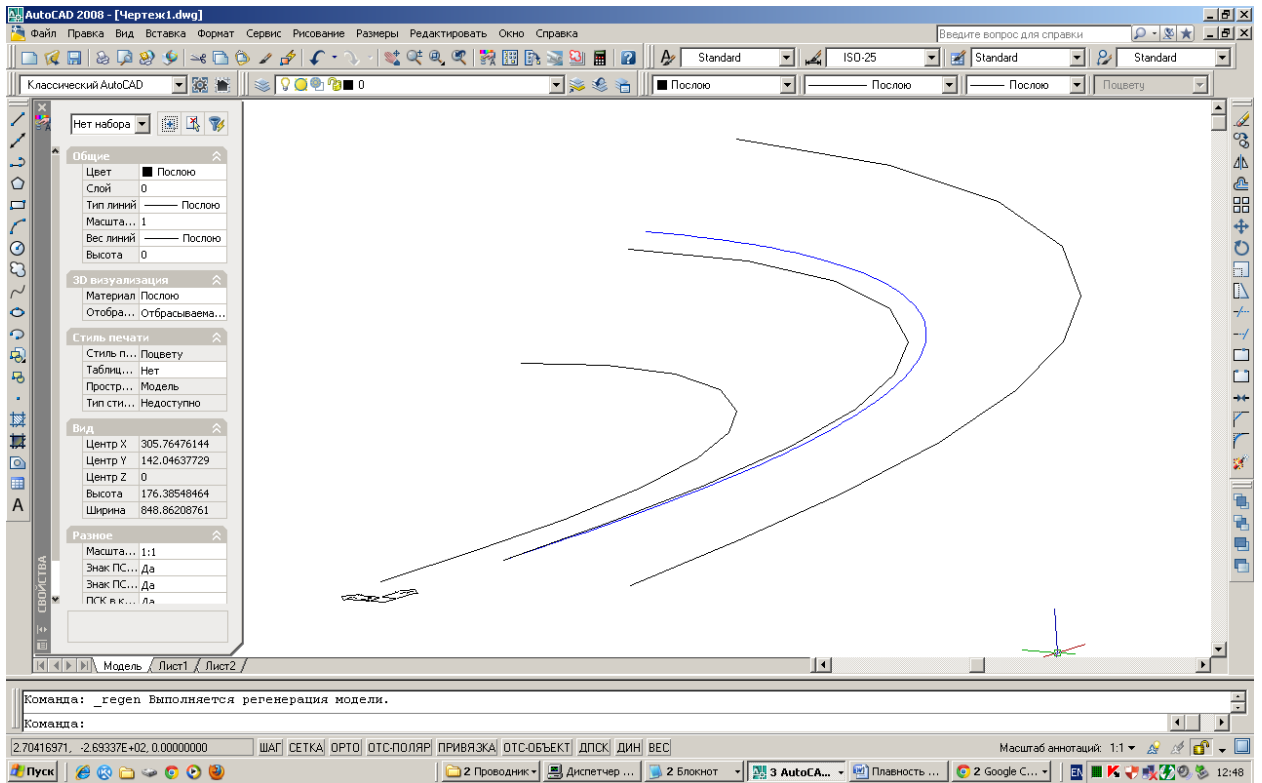 AutoCAD 2008 - [Чертеж1.dwg]
Файл Правка Вид Вставка Формат Сервис Рисование Размеры Редактировать Окно Справка Введите вопрос для справки
Standard ISO-25 Standard Standard
Классический AutoCAD 0 Послою Послою Послою Поцвету
Нет набора
Общие
Цвет Послою
Слой 0
Тип линий Послою
Масшта... 1
Вес линий Послою
Высота 0
3D визуализация
Материал Послою
Отобра... Отбрасываема...
Стиль печати
Стиль п... Поцвету
Таблиц... Нет
Простр... Модель
Тип сти... Недоступно
Вид
Центр X 305.76476144
Центр Y 142.04637729
Центр Z 0
Высота 176.38548464
Ширина 848.86208761
Разное
Масшта... 1:1
Знак ПС... Да
Знак ПС... Да
ПСК в к... Да
СВОЙСТВА
Модель Лист1 Лист2
Команда: _regen Выполняется регенерация модели.
Команда:
2.70416971, -2.69337E+02, 0.00000000 ШАГ СЕТКА ОРТО ОТС-ПОЛЯР ПРИВЯЗКА ОТС-ОБЪЕКТ ДПСК ДИН ВЕС Масштаб аннотаций: 1:1
Пуск 2 Проводник Диспетчер ... 2 Блокнот 3 AutoCA... Плавность ... 2 Google C... EN 12:48